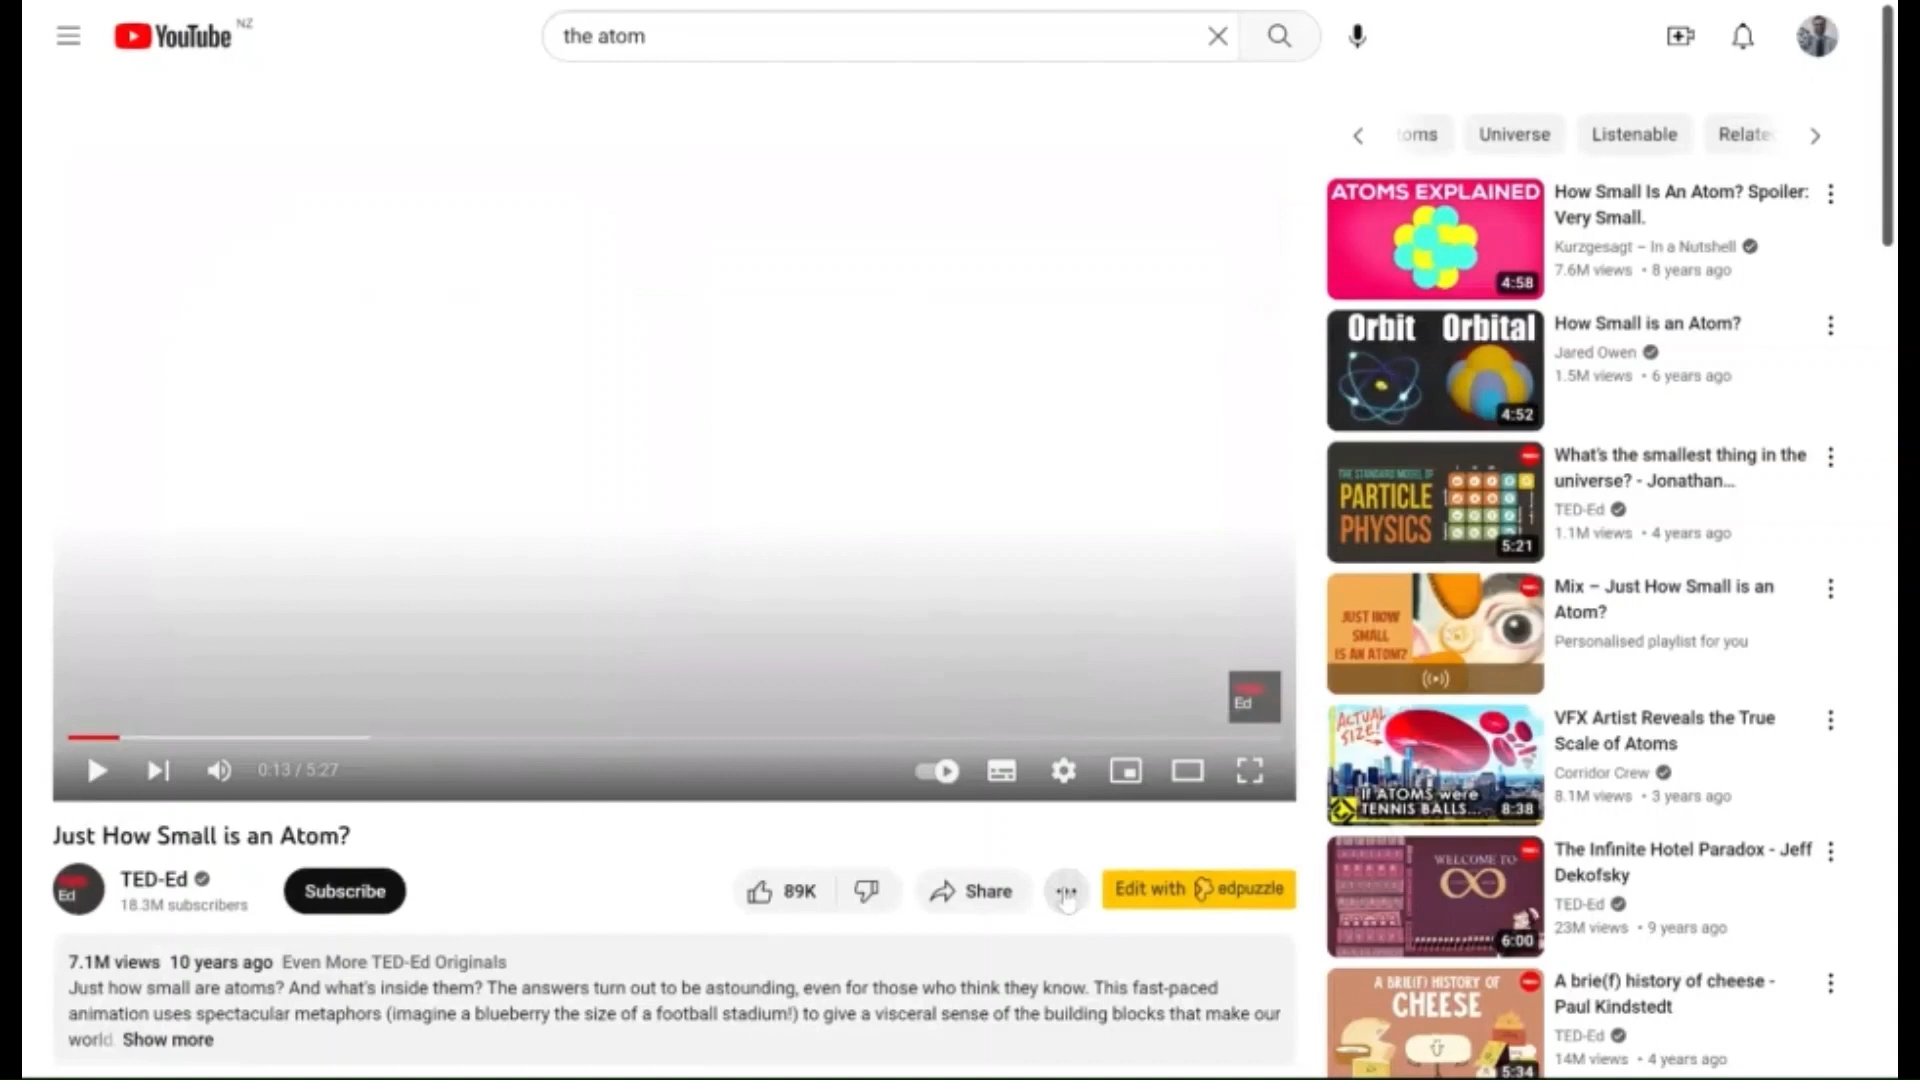 YouTube NZ
the atom
oms
Universe
Listenable
Relate
ATOMS EXPLAINED
4:58
How Small Is An Atom? Spoiler:
Very Small.
Kurzgesagt – In a Nutshell
7.6M views • 8 years ago
Orbit Orbital
4:52
How Small is an Atom?
Jared Owen
1.5M views • 6 years ago
THE STANDARD MODEL OF
PARTICLE
PHYSICS
5:21
What's the smallest thing in the
universe? - Jonathan...
TED-Ed
1.1M views • 4 years ago
JUST HOW
SMALL
IS AN ATOM?
Mix – Just How Small is an
Atom?
Personalised playlist for you
ACTUAL
SIZE!
If ATOMS were
TENNIS BALLS...
8:38
VFX Artist Reveals the True
Scale of Atoms
Corridor Crew
8.1M views • 3 years ago
WELCOME TO
6:00
The Infinite Hotel Paradox - Jeff
Dekofsky
TED-Ed
23M views • 9 years ago
A BRIE(F) HISTORY OF
CHEESE
5:34
A brie(f) history of cheese -
Paul Kindstedt
TED-Ed
14M views • 4 years ago
Ed
0:13 / 5:27
Just How Small is an Atom?
Ed
TED-Ed
18.3M subscribers
Subscribe
89K
Share
Edit with edpuzzle
7.1M views 10 years ago Even More TED-Ed Originals
Just how small are atoms? And what's inside them? The answers turn out to be astounding, even for those who think they know. This fast-paced
animation uses spectacular metaphors (imagine a blueberry the size of a football stadium!) to give a visceral sense of the building blocks that make our
world. Show more